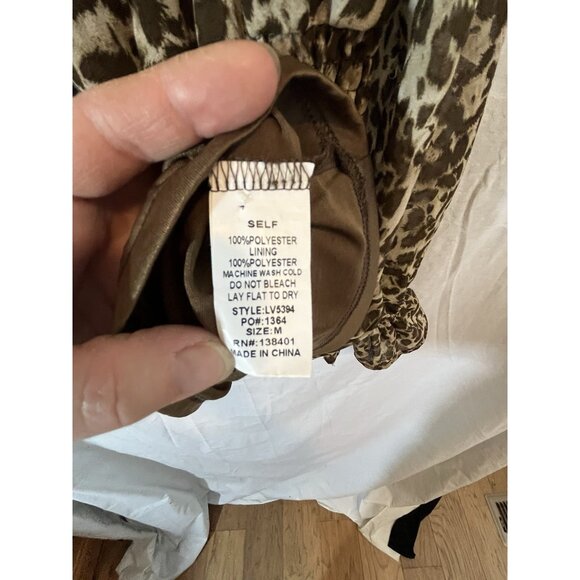 SELF
100%POLYESTER
LINING
100%POLYESTER
MACHINE WASH COLD
DO NOT BLEACH
LAY FLAT TO DRY
STYLE:LV5394
PO#:1364
SIZE:M
RN#:138401
MADE IN CHINA